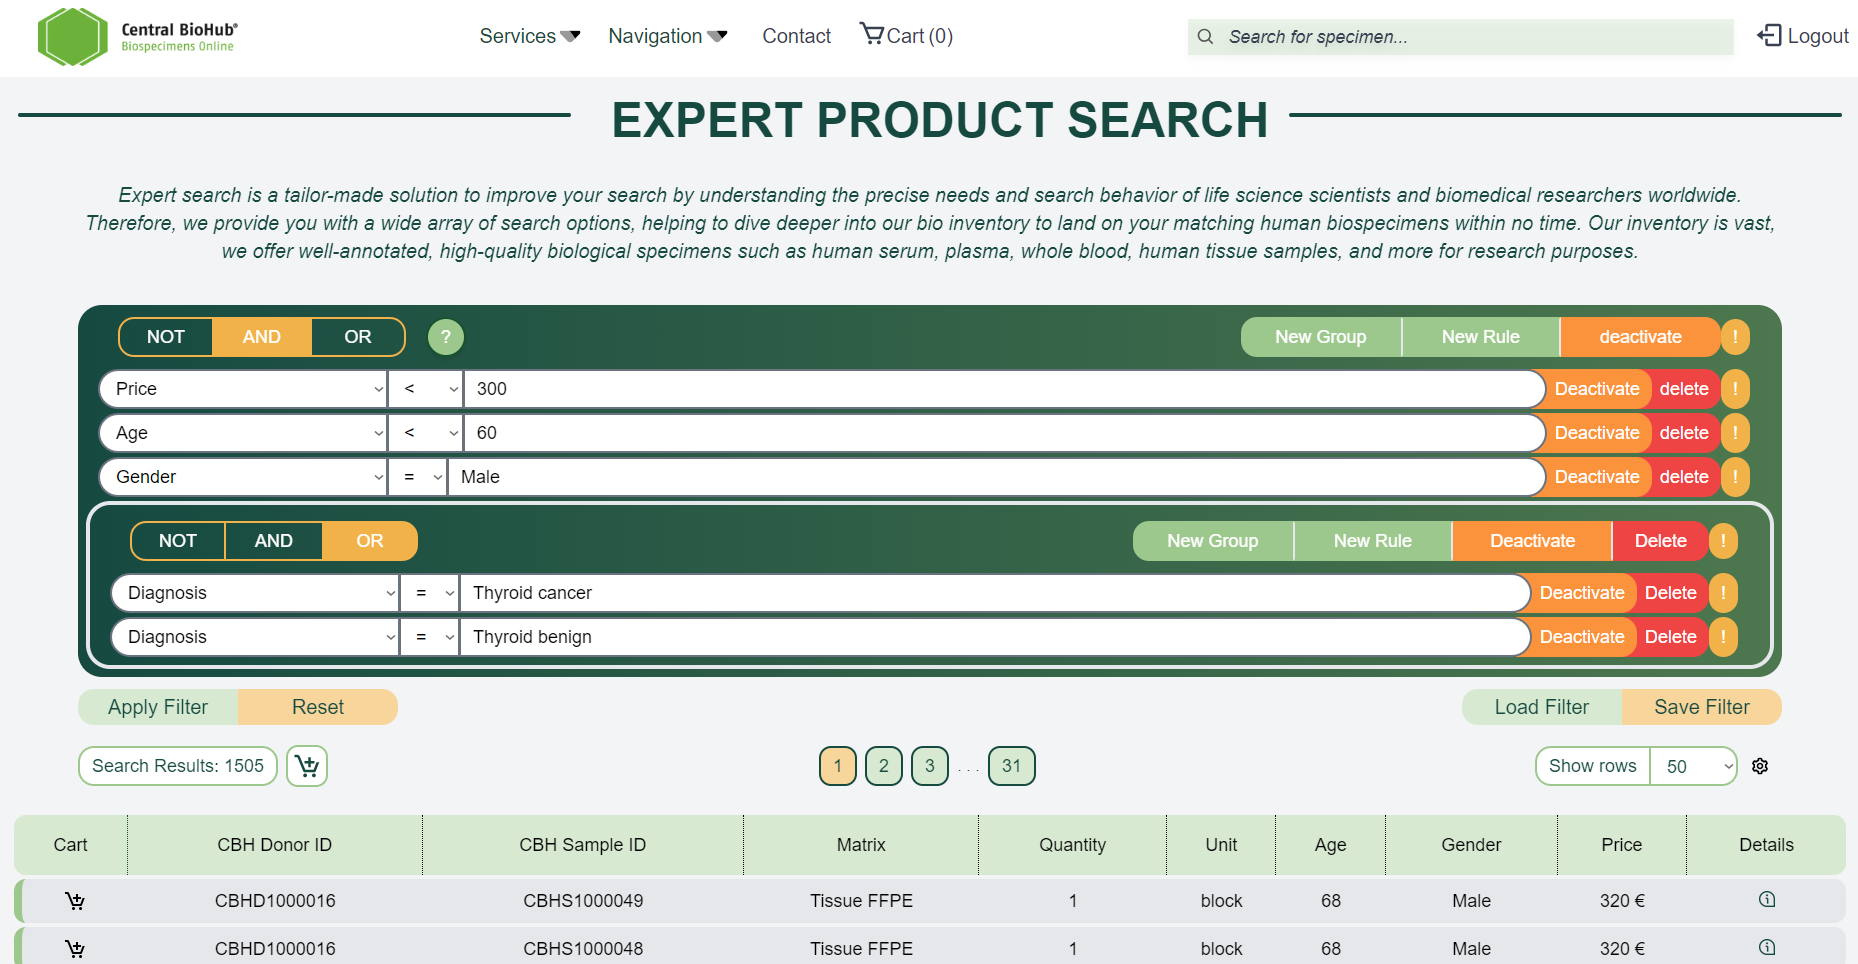 Central BioHub®
Biospecimens Online
Services Navigation Contact Cart (0) Search for specimen... Logout
EXPERT PRODUCT SEARCH
Expert search is a tailor-made solution to improve your search by understanding the precise needs and search behavior of life science scientists and biomedical researchers worldwide.
Therefore, we provide you with a wide array of search options, helping to dive deeper into our bio inventory to land on your matching human biospecimens within no time. Our inventory is vast,
we offer well-annotated, high-quality biological specimens such as human serum, plasma, whole blood, human tissue samples, and more for research purposes.
NOT AND OR ? New Group New Rule deactivate !
Price < 300 Deactivate delete !
Age < 60 Deactivate delete !
Gender = Male Deactivate delete !
NOT AND OR New Group New Rule Deactivate Delete !
Diagnosis = Thyroid cancer Deactivate Delete !
Diagnosis = Thyroid benign Deactivate Delete !
Apply Filter Reset Load Filter Save Filter
Search Results: 1505 1 2 3 ... 31 Show rows 50
Cart CBH Donor ID CBH Sample ID Matrix Quantity Unit Age Gender Price Details
CBHD1000016 CBHS1000049 Tissue FFPE 1 block 68 Male 320 €
CBHD1000016 CBHS1000048 Tissue FFPE 1 block 68 Male 320 €